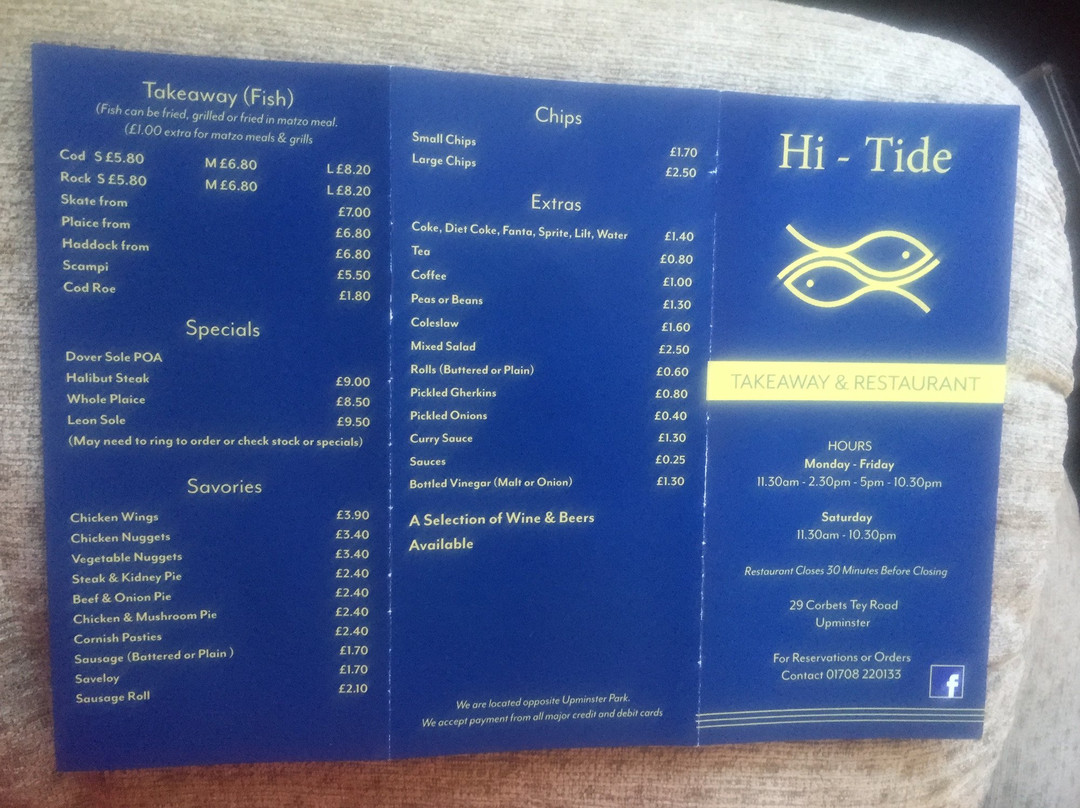 Takeaway (Fish)
(Fish can be fried, grilled or fried in matzo meal.
(£1.00 extra for matzo meals & grills
Cod S £5.80 M £6.80 L £8.20
Rock S £5.80 M £6.80 L £8.20
Skate from £7.00
Plaice from £6.80
Haddock from £6.80
Scampi £5.50
Cod Roe £1.80
Specials
Dover Sole POA
Halibut Steak £9.00
Whole Plaice £8.50
Leon Sole £9.50
(May need to ring to order or check stock or specials)
Savories
Chicken Wings £3.90
Chicken Nuggets £3.40
Vegetable Nuggets £3.40
Steak & Kidney Pie £2.40
Beef & Onion Pie £2.40
Chicken & Mushroom Pie £2.40
Cornish Pasties £2.40
Sausage (Battered or Plain ) £1.70
Saveloy £1.70
Sausage Roll £2.10
Chips
Small Chips £1.70
Large Chips £2.50
Extras
Coke, Diet Coke, Fanta, Sprite, Lilt, Water £1.40
Tea £0.80
Coffee £1.00
Peas or Beans £1.30
Coleslaw £1.60
Mixed Salad £2.50
Rolls (Buttered or Plain) £0.60
Pickled Gherkins £0.80
Pickled Onions £0.40
Curry Sauce £1.30
Sauces £0.25
Bottled Vinegar (Malt or Onion) £1.30
A Selection of Wine & Beers
Available
We are located opposite Upminster Park.
We accept payment from all major credit and debit cards
Hi - Tide
TAKEAWAY & RESTAURANT
HOURS
Monday - Friday
11.30am - 2.30pm - 5pm - 10.30pm
Saturday
11.30am - 10.30pm
Restaurant Closes 30 Minutes Before Closing
29 Corbets Tey Road
Upminster
For Reservations or Orders
Contact 01708 220133
f